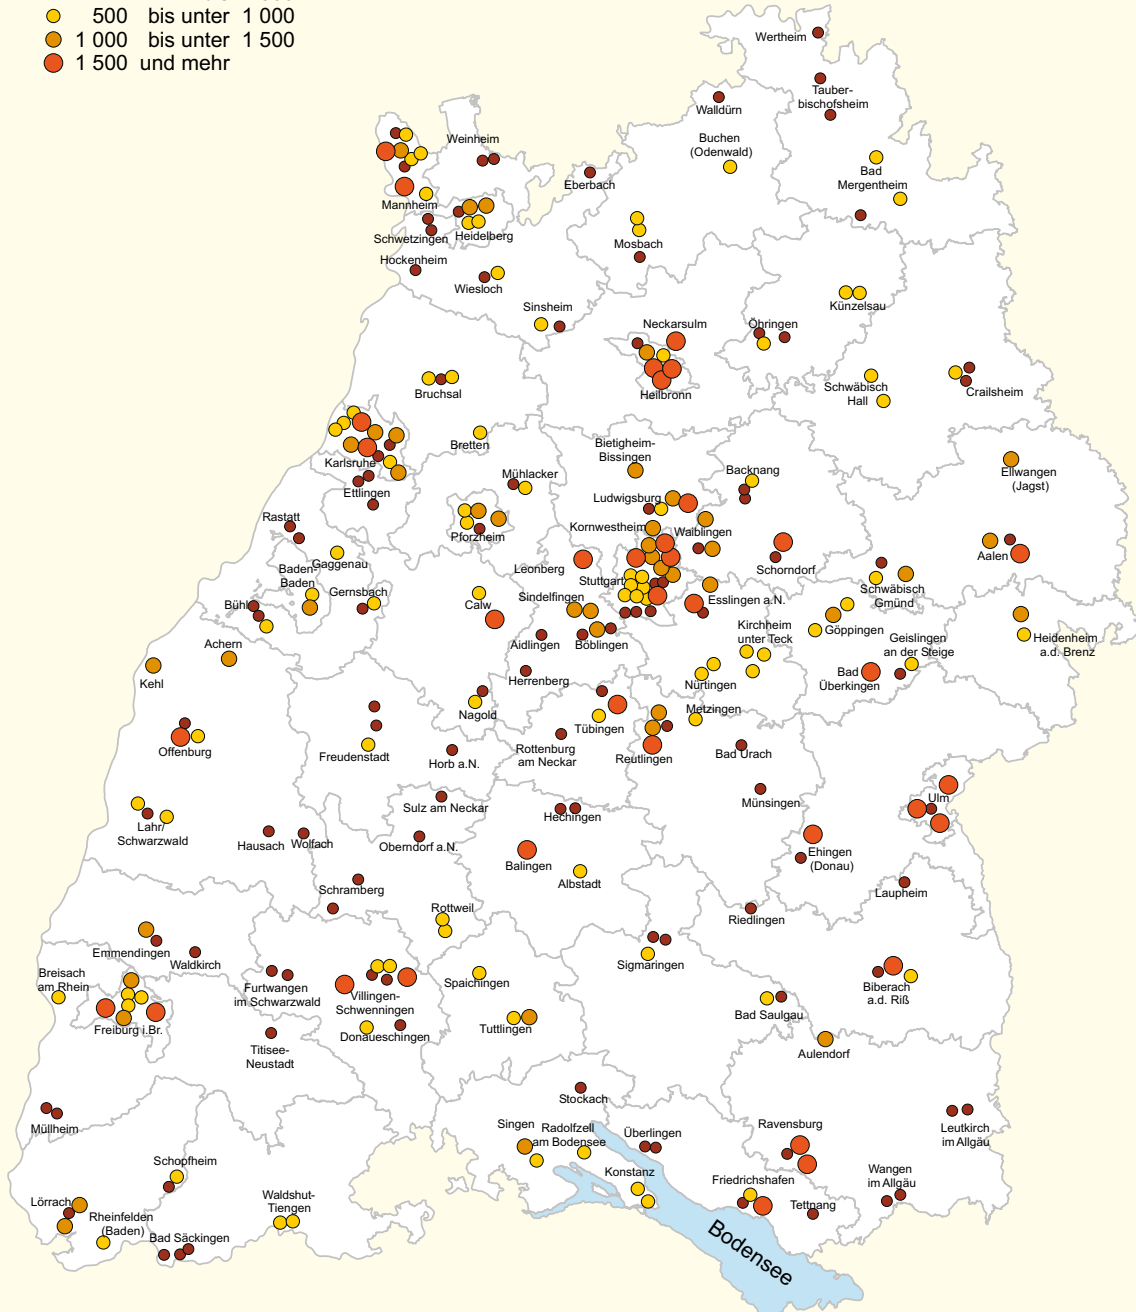 500 bis unter 1 000
1 000 bis unter 1 500
1 500 und mehr
Wertheim
Tauber-
bischofsheim
Walldürn
Buchen
(Odenwald)
Bad
Mergentheim
Weinheim
Eberbach
Mannheim
Schwetzingen
Heidelberg
Mosbach
Hockenheim
Wiesloch
Sinsheim
Künzelsau
Neckarsulm
Öhringen
Heilbronn
Schwäbisch
Hall
Crailsheim
Bruchsal
Bretten
Karlsruhe
Ettlingen
Mühlacker
Bietigheim-
Bissingen
Backnang
Ellwangen
(Jagst)
Ludwigsburg
Kornwestheim
Waiblingen
Rastatt
Pforzheim
Gaggenau
Leonberg
Schorndorf
Aalen
Baden-
Baden
Gernsbach
Stuttgart
Schwäbisch
Gmünd
Bühl
Calw
Sindelfingen
Esslingen a.N.
Göppingen
Heidenheim
a.d. Brenz
Achern
Aidlingen
Böblingen
Kirchheim
unter Teck
Geislingen
an der Steige
Kehl
Herrenberg
Nürtingen
Bad
Überkingen
Nagold
Tübingen
Metzingen
Offenburg
Freudenstadt
Horb a.N.
Rottenburg
am Neckar
Reutlingen
Bad Urach
Münsingen
Ulm
Lahr/
Schwarzwald
Sulz am Neckar
Hechingen
Hausach
Wolfach
Oberndorf a.N.
Balingen
Ehingen
(Donau)
Albstadt
Schramberg
Laupheim
Rottweil
Riedlingen
Emmendingen
Waldkirch
Sigmaringen
Breisach
am Rhein
Furtwangen
im Schwarzwald
Villingen-
Schwenningen
Spaichingen
Biberach
a.d. Riß
Freiburg i.Br.
Donaueschingen
Tuttlingen
Bad Saulgau
Titisee-
Neustadt
Aulendorf
Müllheim
Stockach
Leutkirch
im Allgäu
Singen
Radolfzell
am Bodensee
Überlingen
Ravensburg
Schopfheim
Konstanz
Friedrichshafen
Wangen
im Allgäu
Lörrach
Waldshut-
Tiengen
Tettnang
Rheinfelden
(Baden)
Bad Säckingen
Bodensee